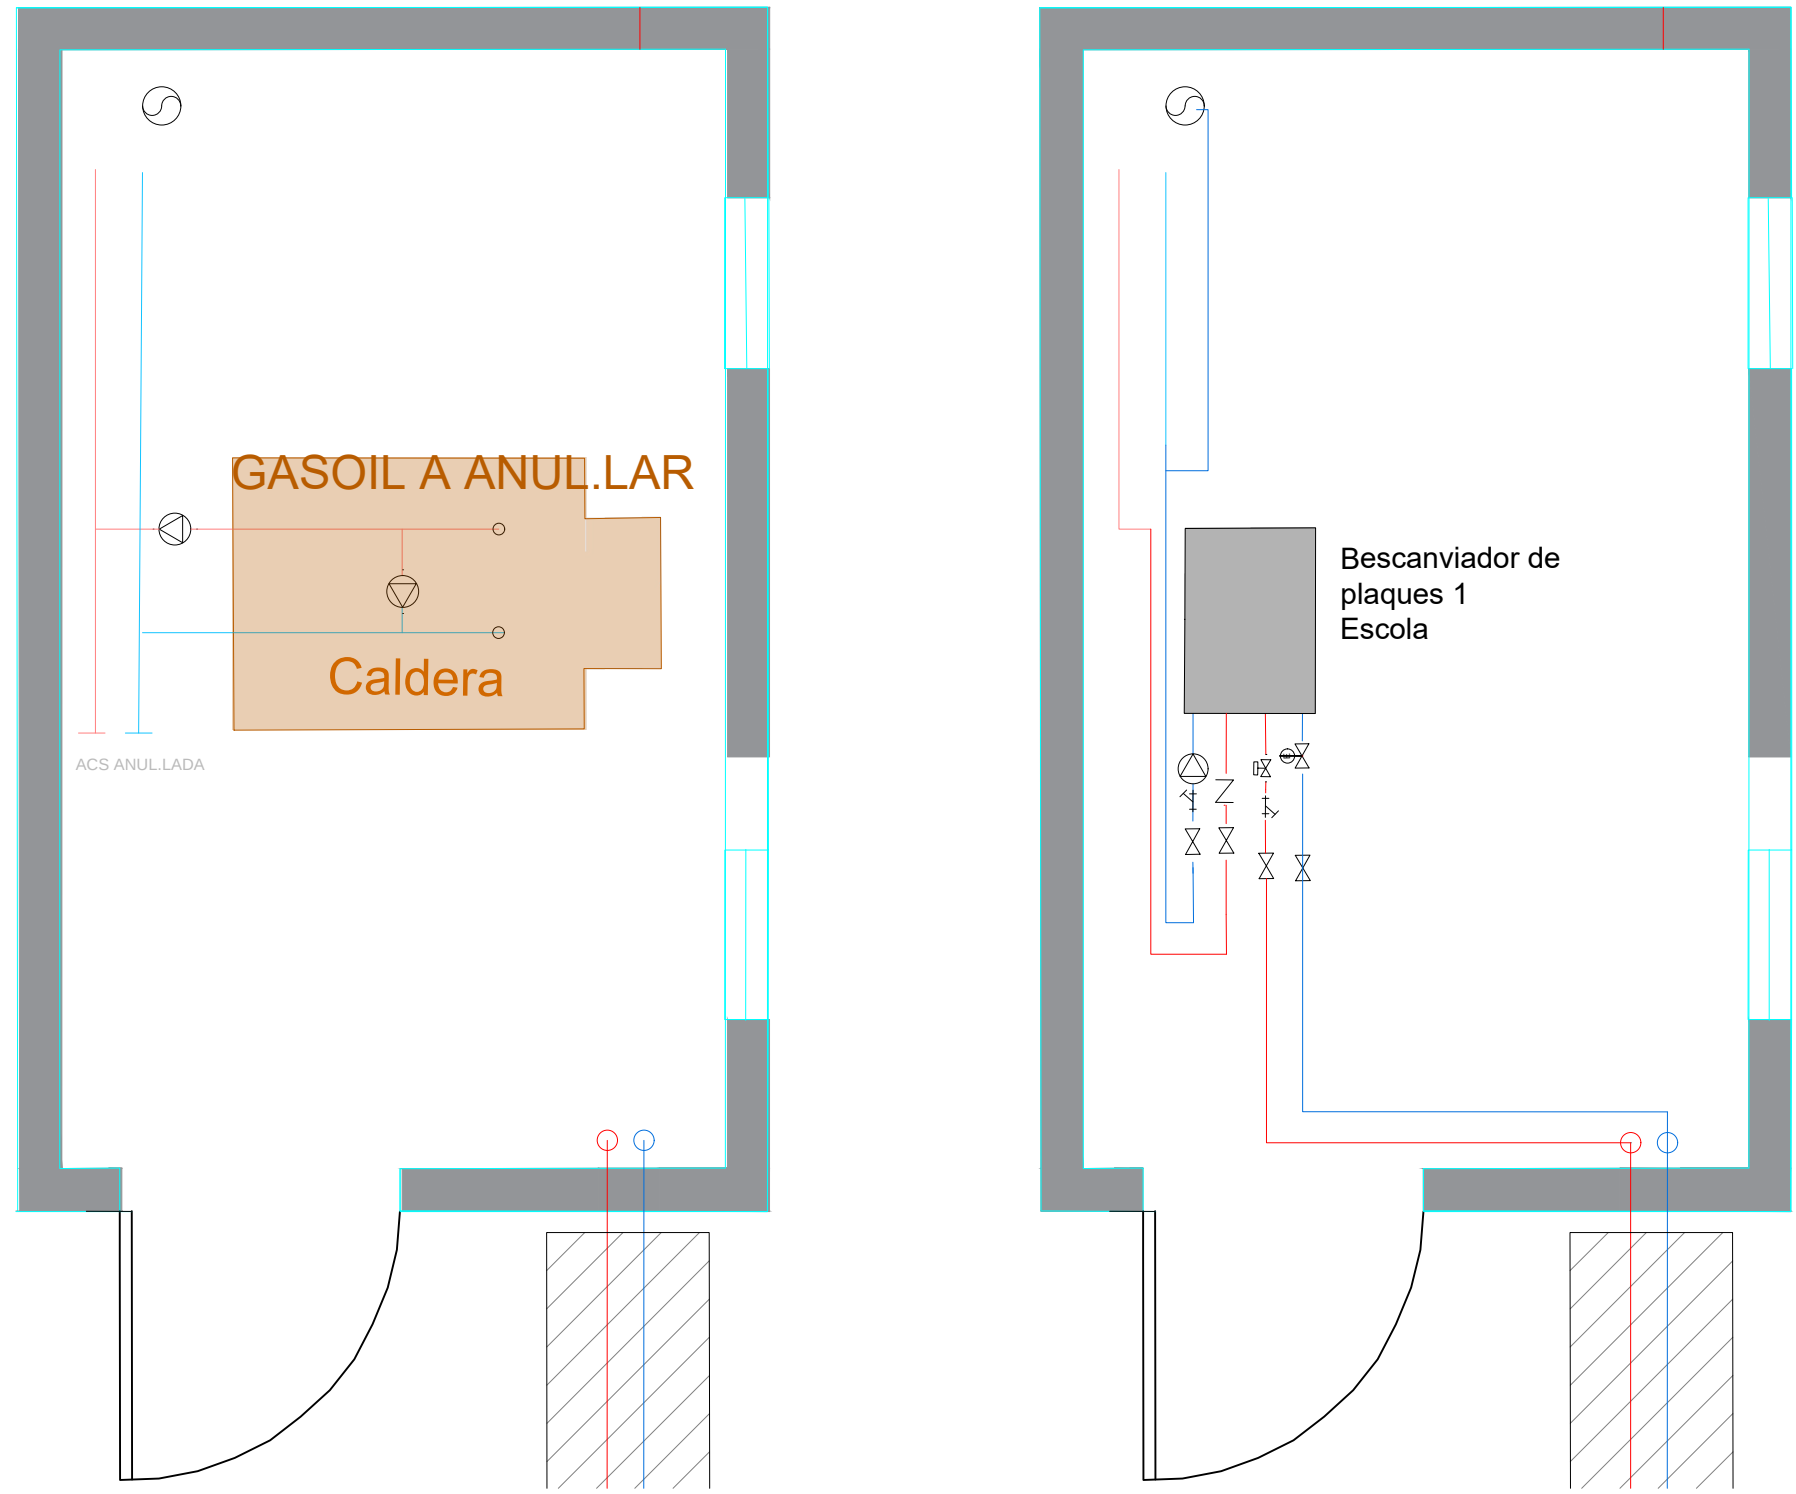 GASOIL A ANUL.LAR
Caldera
ACS ANUL.LADA
Bescanviador de
plaques 1
Escola